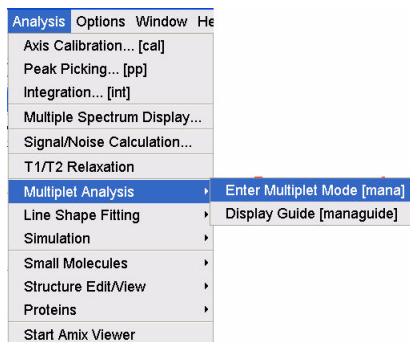 Analysis Options Window He
Axis Calibration... [cal]
Peak Picking... [pp]
Integration... [int]
Multiple Spectrum Display...
Signal/Noise Calculation...
T1/T2 Relaxation
Multiplet Analysis
Enter Multiplet Mode [mana]
Line Shape Fitting
Display Guide [managuide]
Simulation
Small Molecules
Structure Edit/View
Proteins
Start Amix Viewer